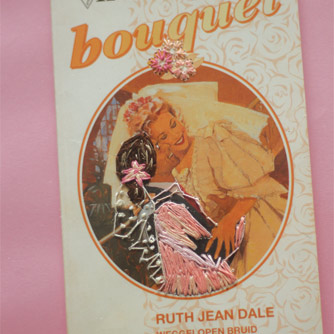 bouquet
RUTH JEAN DALE
WEGGELOPEN BRUID